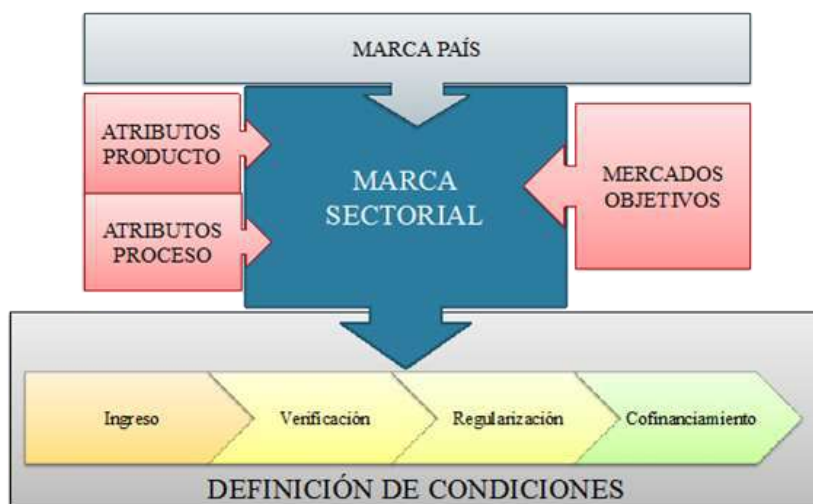 MARCA PAÍS
ATRIBUTOS
PRODUCTO
MARCA
SECTORIAL
MERCADOS
OBJETIVOS
ATRIBUTOS
PROCESO
Ingreso
Verificación
Regularización
Cofinanciamiento
DEFINICIÓN DE CONDICIONES